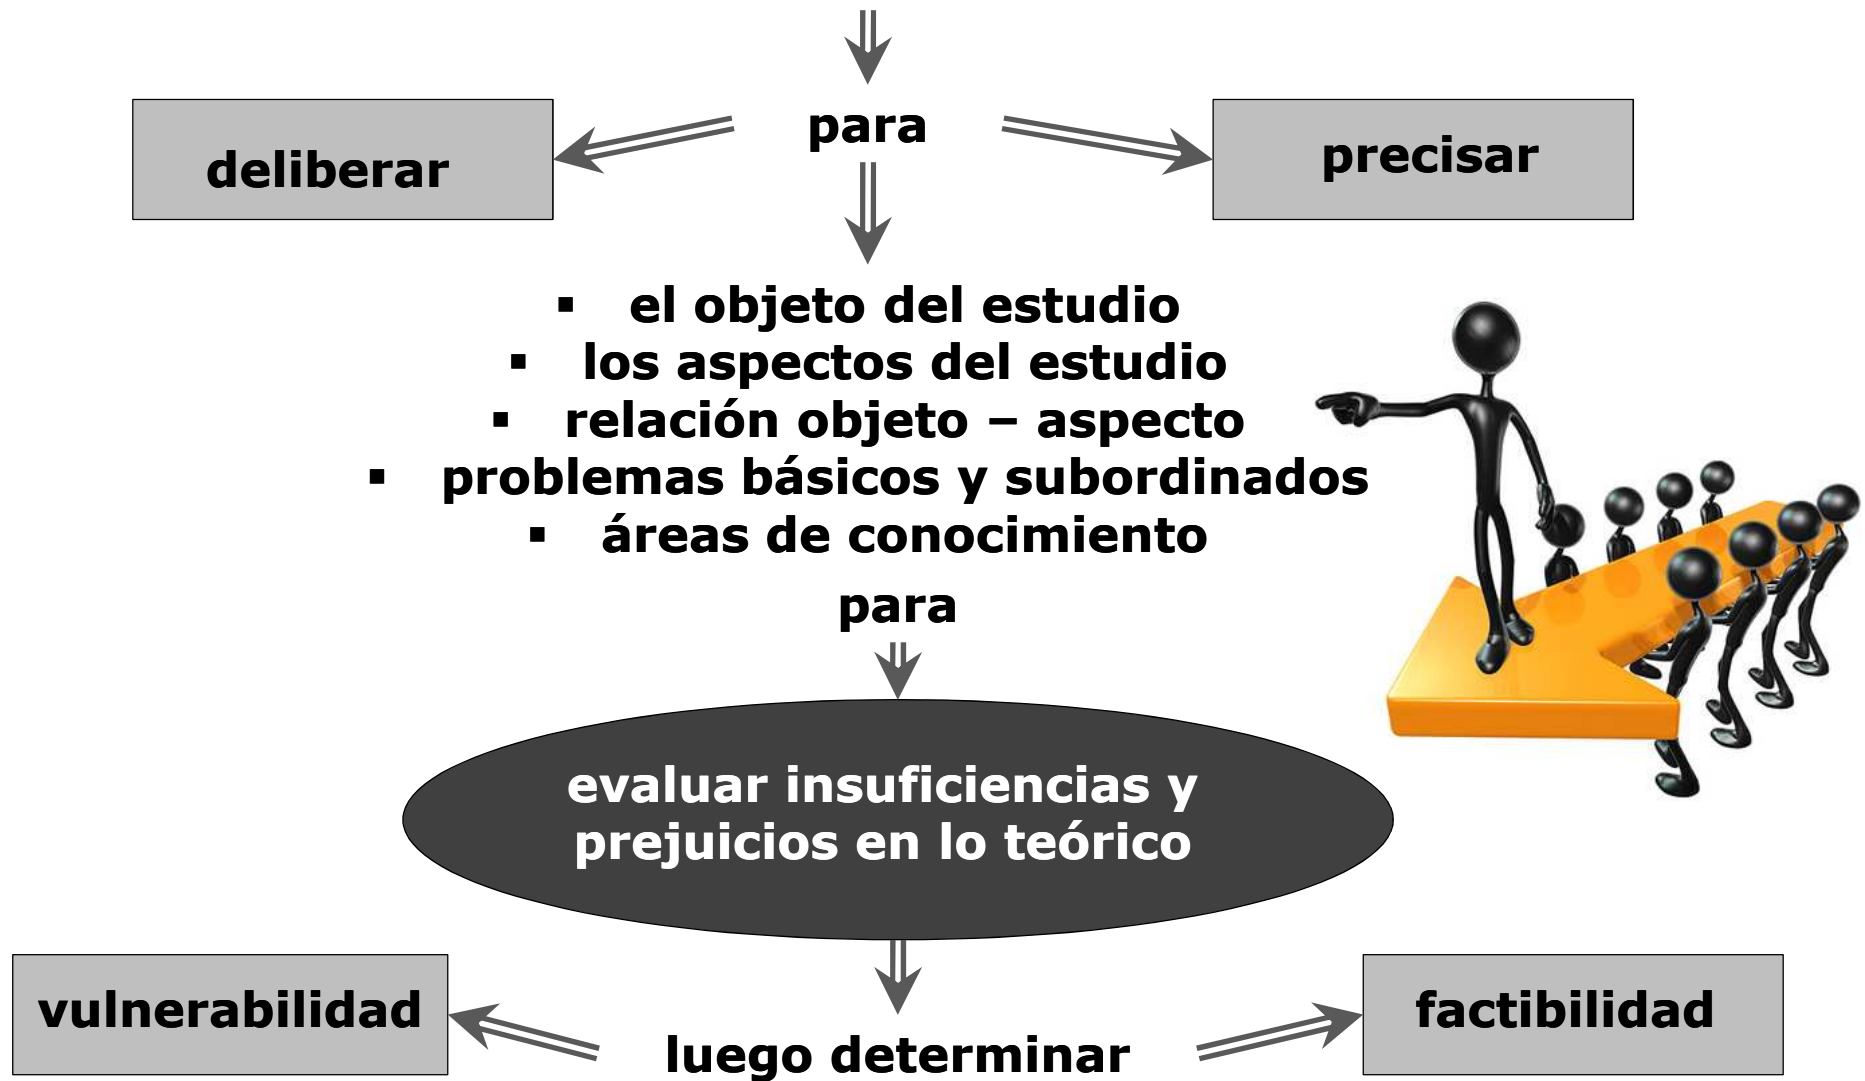 para
deliberar
precisar
▪ el objeto del estudio
▪ los aspectos del estudio
▪ relación objeto – aspecto
▪ problemas básicos y subordinados
▪ áreas de conocimiento
para
evaluar insuficiencias y
prejuicios en lo teórico
vulnerabilidad
factibilidad
luego determinar